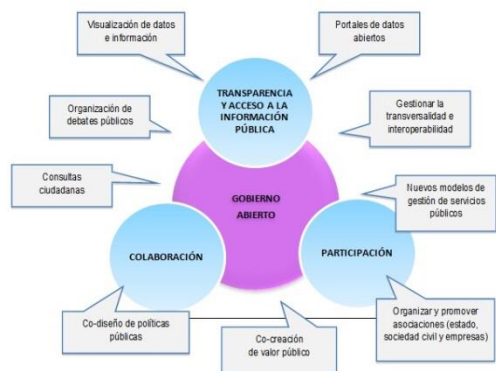 Visualización de datos
e información
Portales de datos
abiertos
TRANSPARENCIA
Y ACCESO A LA
INFORMACIÓN
PÚBLICA
Organización de
debates públicos
Gestionar la
transversalidad e
interoperabilidad
Consultas
ciudadanas
GOBIERNO
ABIERTO
Nuevos modelos de
gestión de servicios
públicos
COLABORACIÓN
PARTICIPACIÓN
Co-diseño de políticas
públicas
Co-creación
de valor público
Organizar y promover
asociaciones (estado,
sociedad civil y empresas)